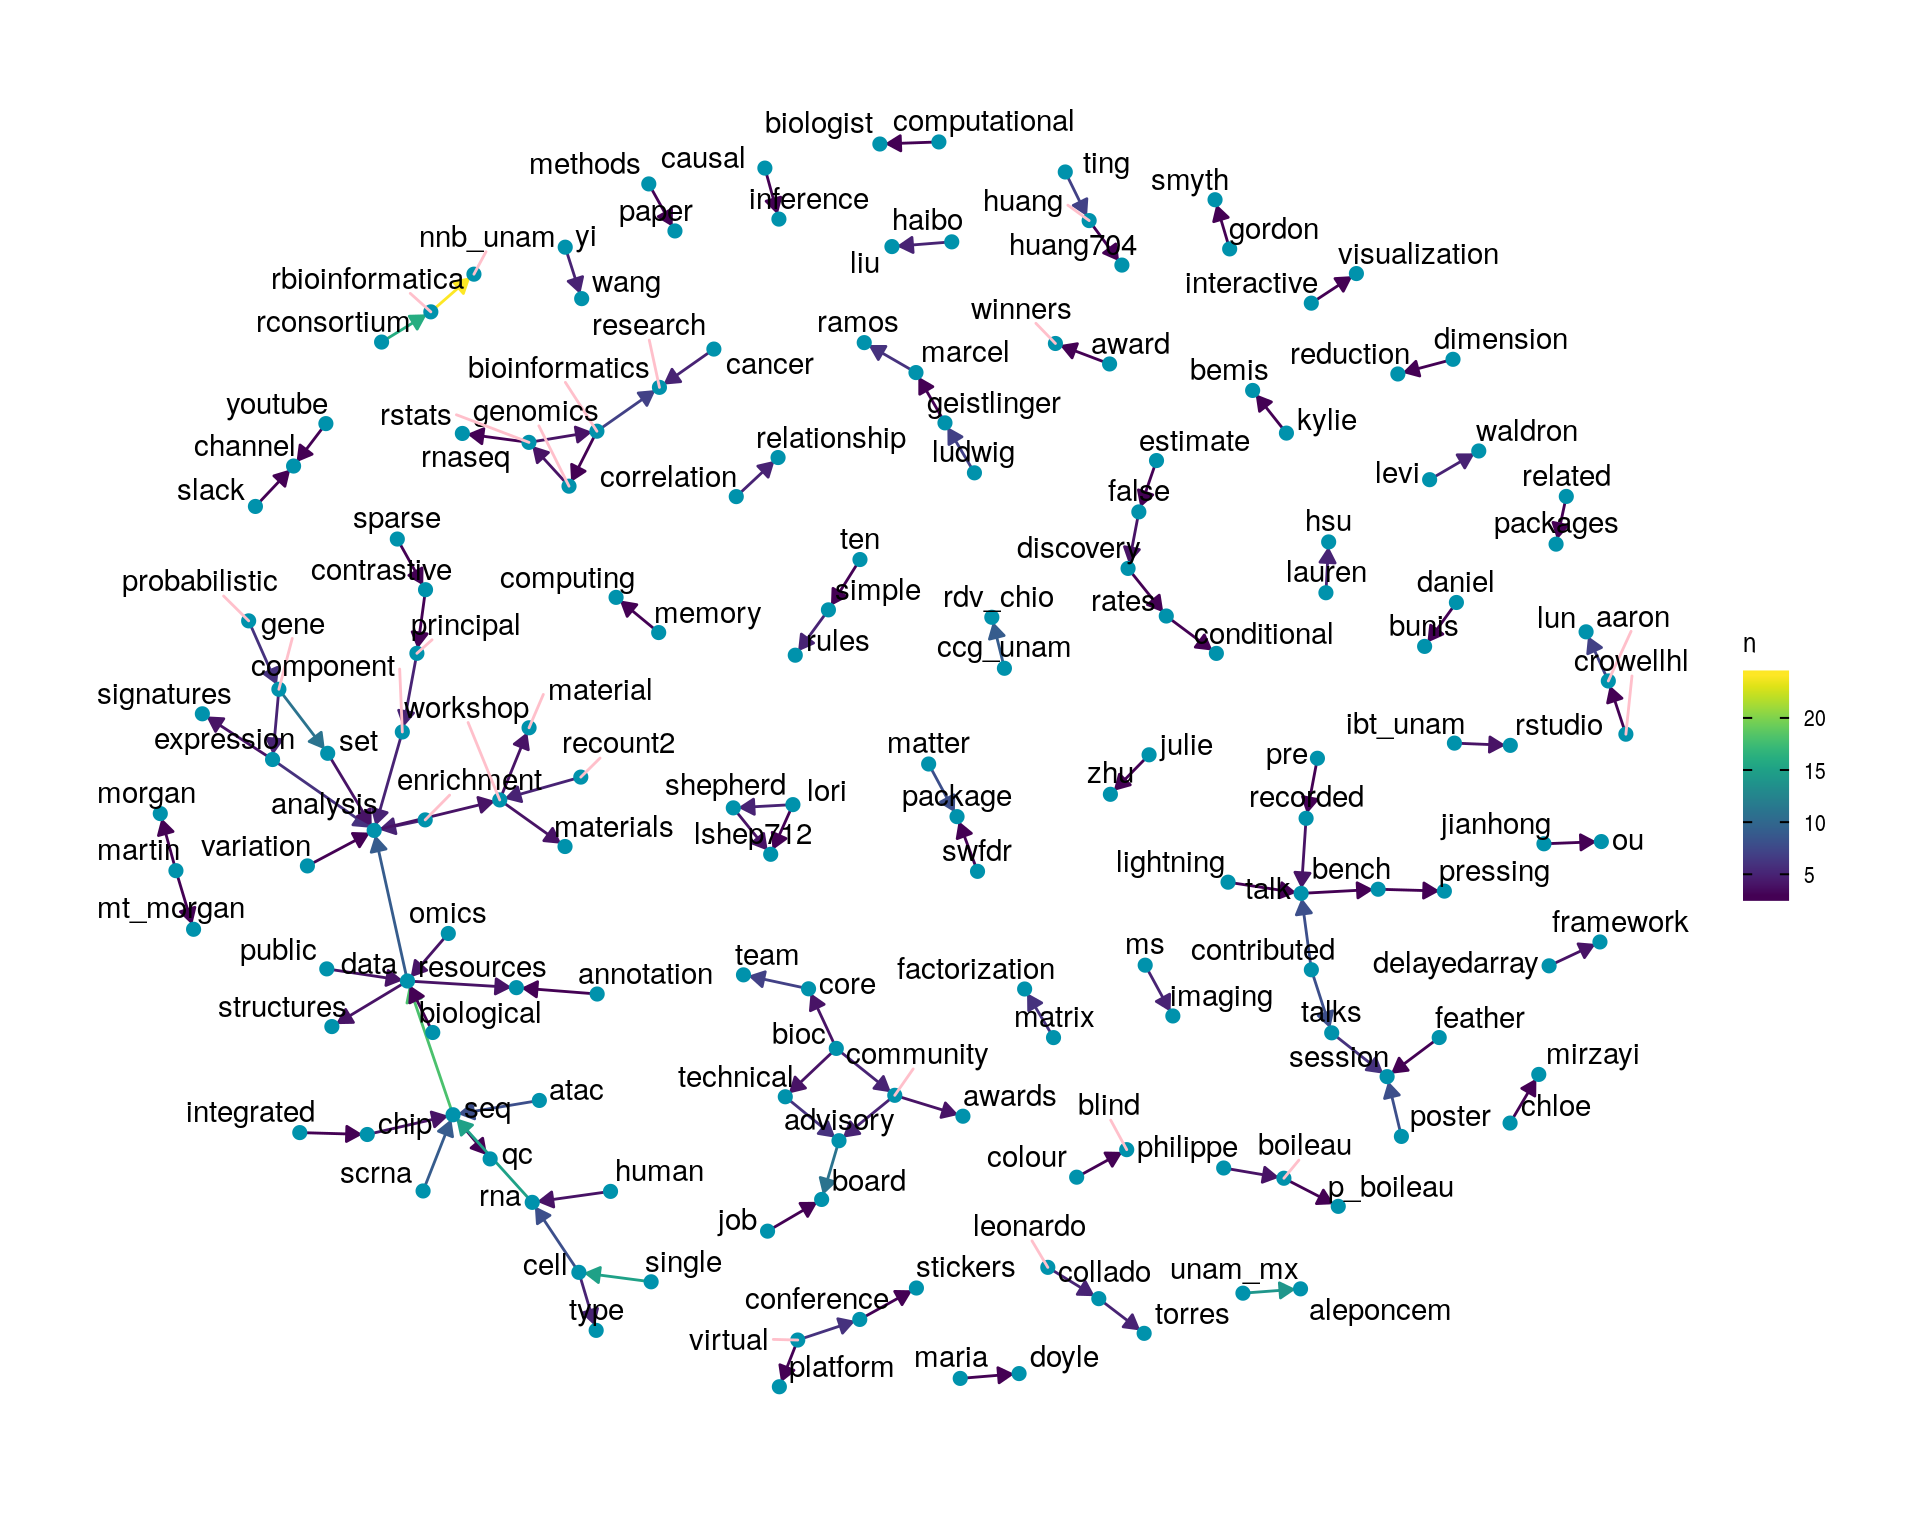 biologist
computational
methods
causal
ting
smyth
inference
paper
huang
haibo
gordon
nnb_unam
yi
huang704
visualization
liu
rbioinformatica
wang
interactive
rconsortium
research
ramos
winners
dimension
marcel
award
reduction
bioinformatics
cancer
bemis
youtube
rstats
genomics
geistlinger
kylie
channel
relationship
estimate
waldron
rnaseq
ludwig
slack
correlation
false
levi
related
sparse
hsu
packages
ten
discovery
contrastive
computing
lauren
daniel
probabilistic
simple
rdv_chio
rates
lun
aaron
gene
principal
memory
rules
ccg_unam
conditional
bunis
component
crowellhl
n
signatures
workshop
material
ibt_unam
rstudio
20
expression
set
recount2
matter
julie
pre
15
morgan
analysis
enrichment
shepherd
lori
package
zhu
recorded
10
martin
variation
materials
lshep712
swfdr
jianhong
ou
lightning
talk
bench
pressing
5
mt_morgan
omics
framework
public
data
resources
annotation
team
factorization
ms
contributed
delayedarray
structures
biological
core
matrix
imaging
talks
feather
bioc
community
session
mirzayi
integrated
chip
seq
atac
technical
advisory
awards
blind
poster
chloe
scrna
qc
human
colour
philippe
boileau
rna
board
p_boileau
job
leonardo
cell
single
stickers
collado
unam_mx
type
conference
torres
aleponcem
virtual
platform
maria
doyle